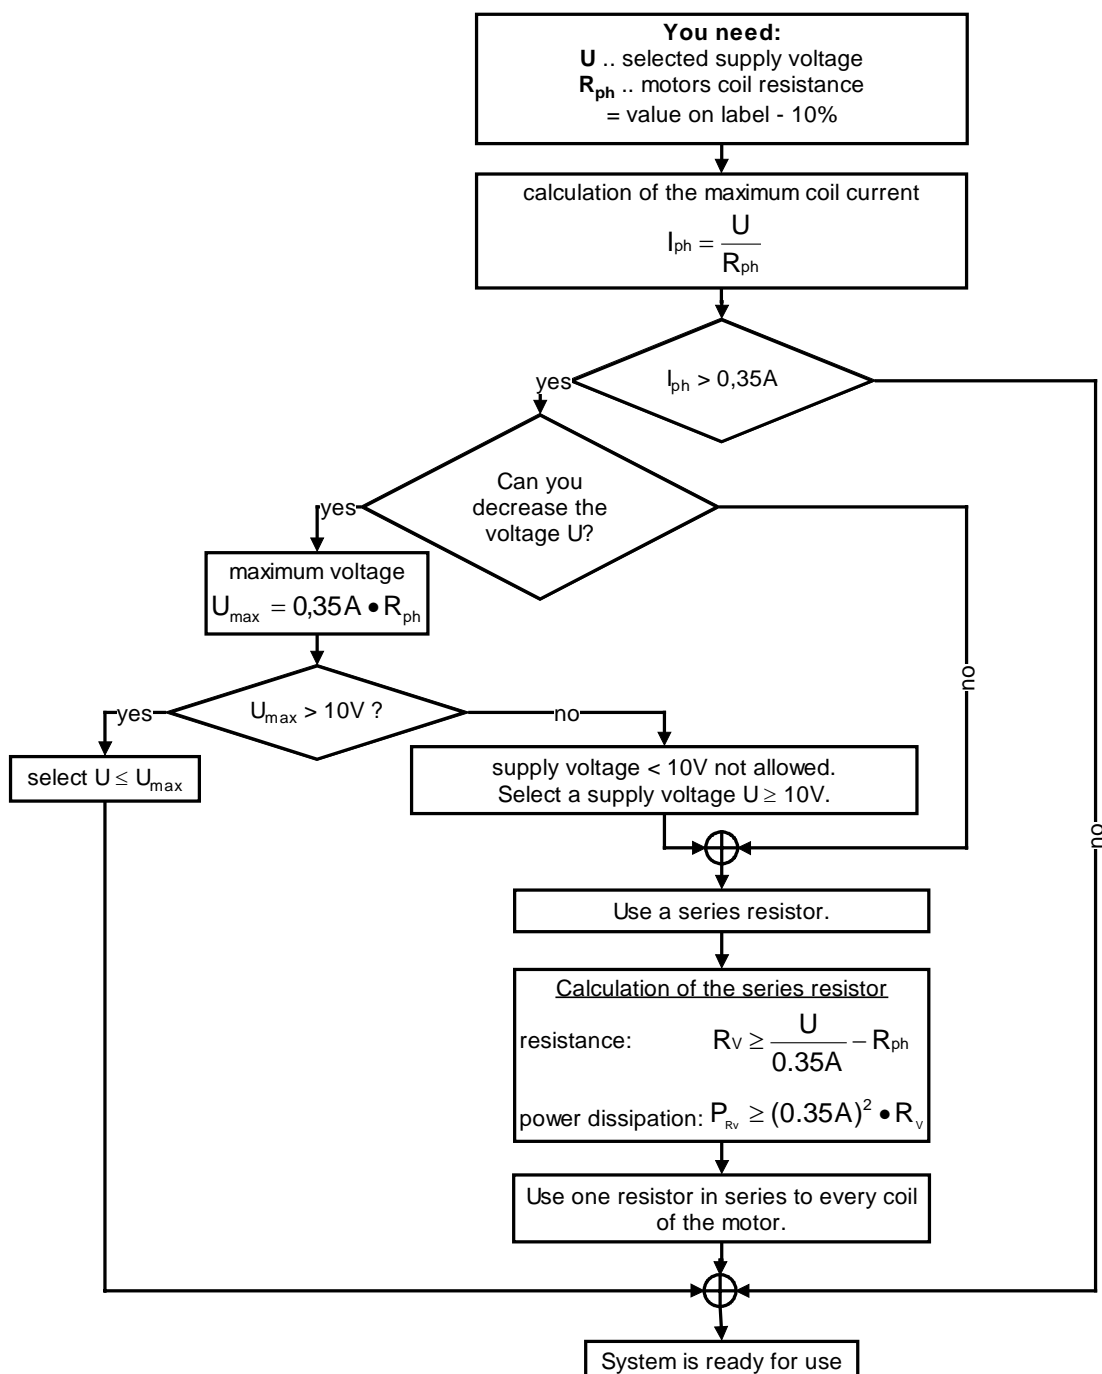 You need:
U .. selected supply voltage
Rph .. motors coil resistance
= value on label - 10%
calculation of the maximum coil current
Iph = U / Rph
Iph > 0,35A
yes
no
Can you
decrease the
voltage U?
yes
no
maximum voltage
Umax = 0,35A • Rph
Umax > 10V ?
yes
no
select U ≤ Umax
supply voltage < 10V not allowed.
Select a supply voltage U ≥ 10V.
Use a series resistor.
Calculation of the series resistor
resistance: RV ≥ U / 0.35A − Rph
power dissipation: PRv ≥ (0.35A)² • RV
Use one resistor in series to every coil
of the motor.
System is ready for use